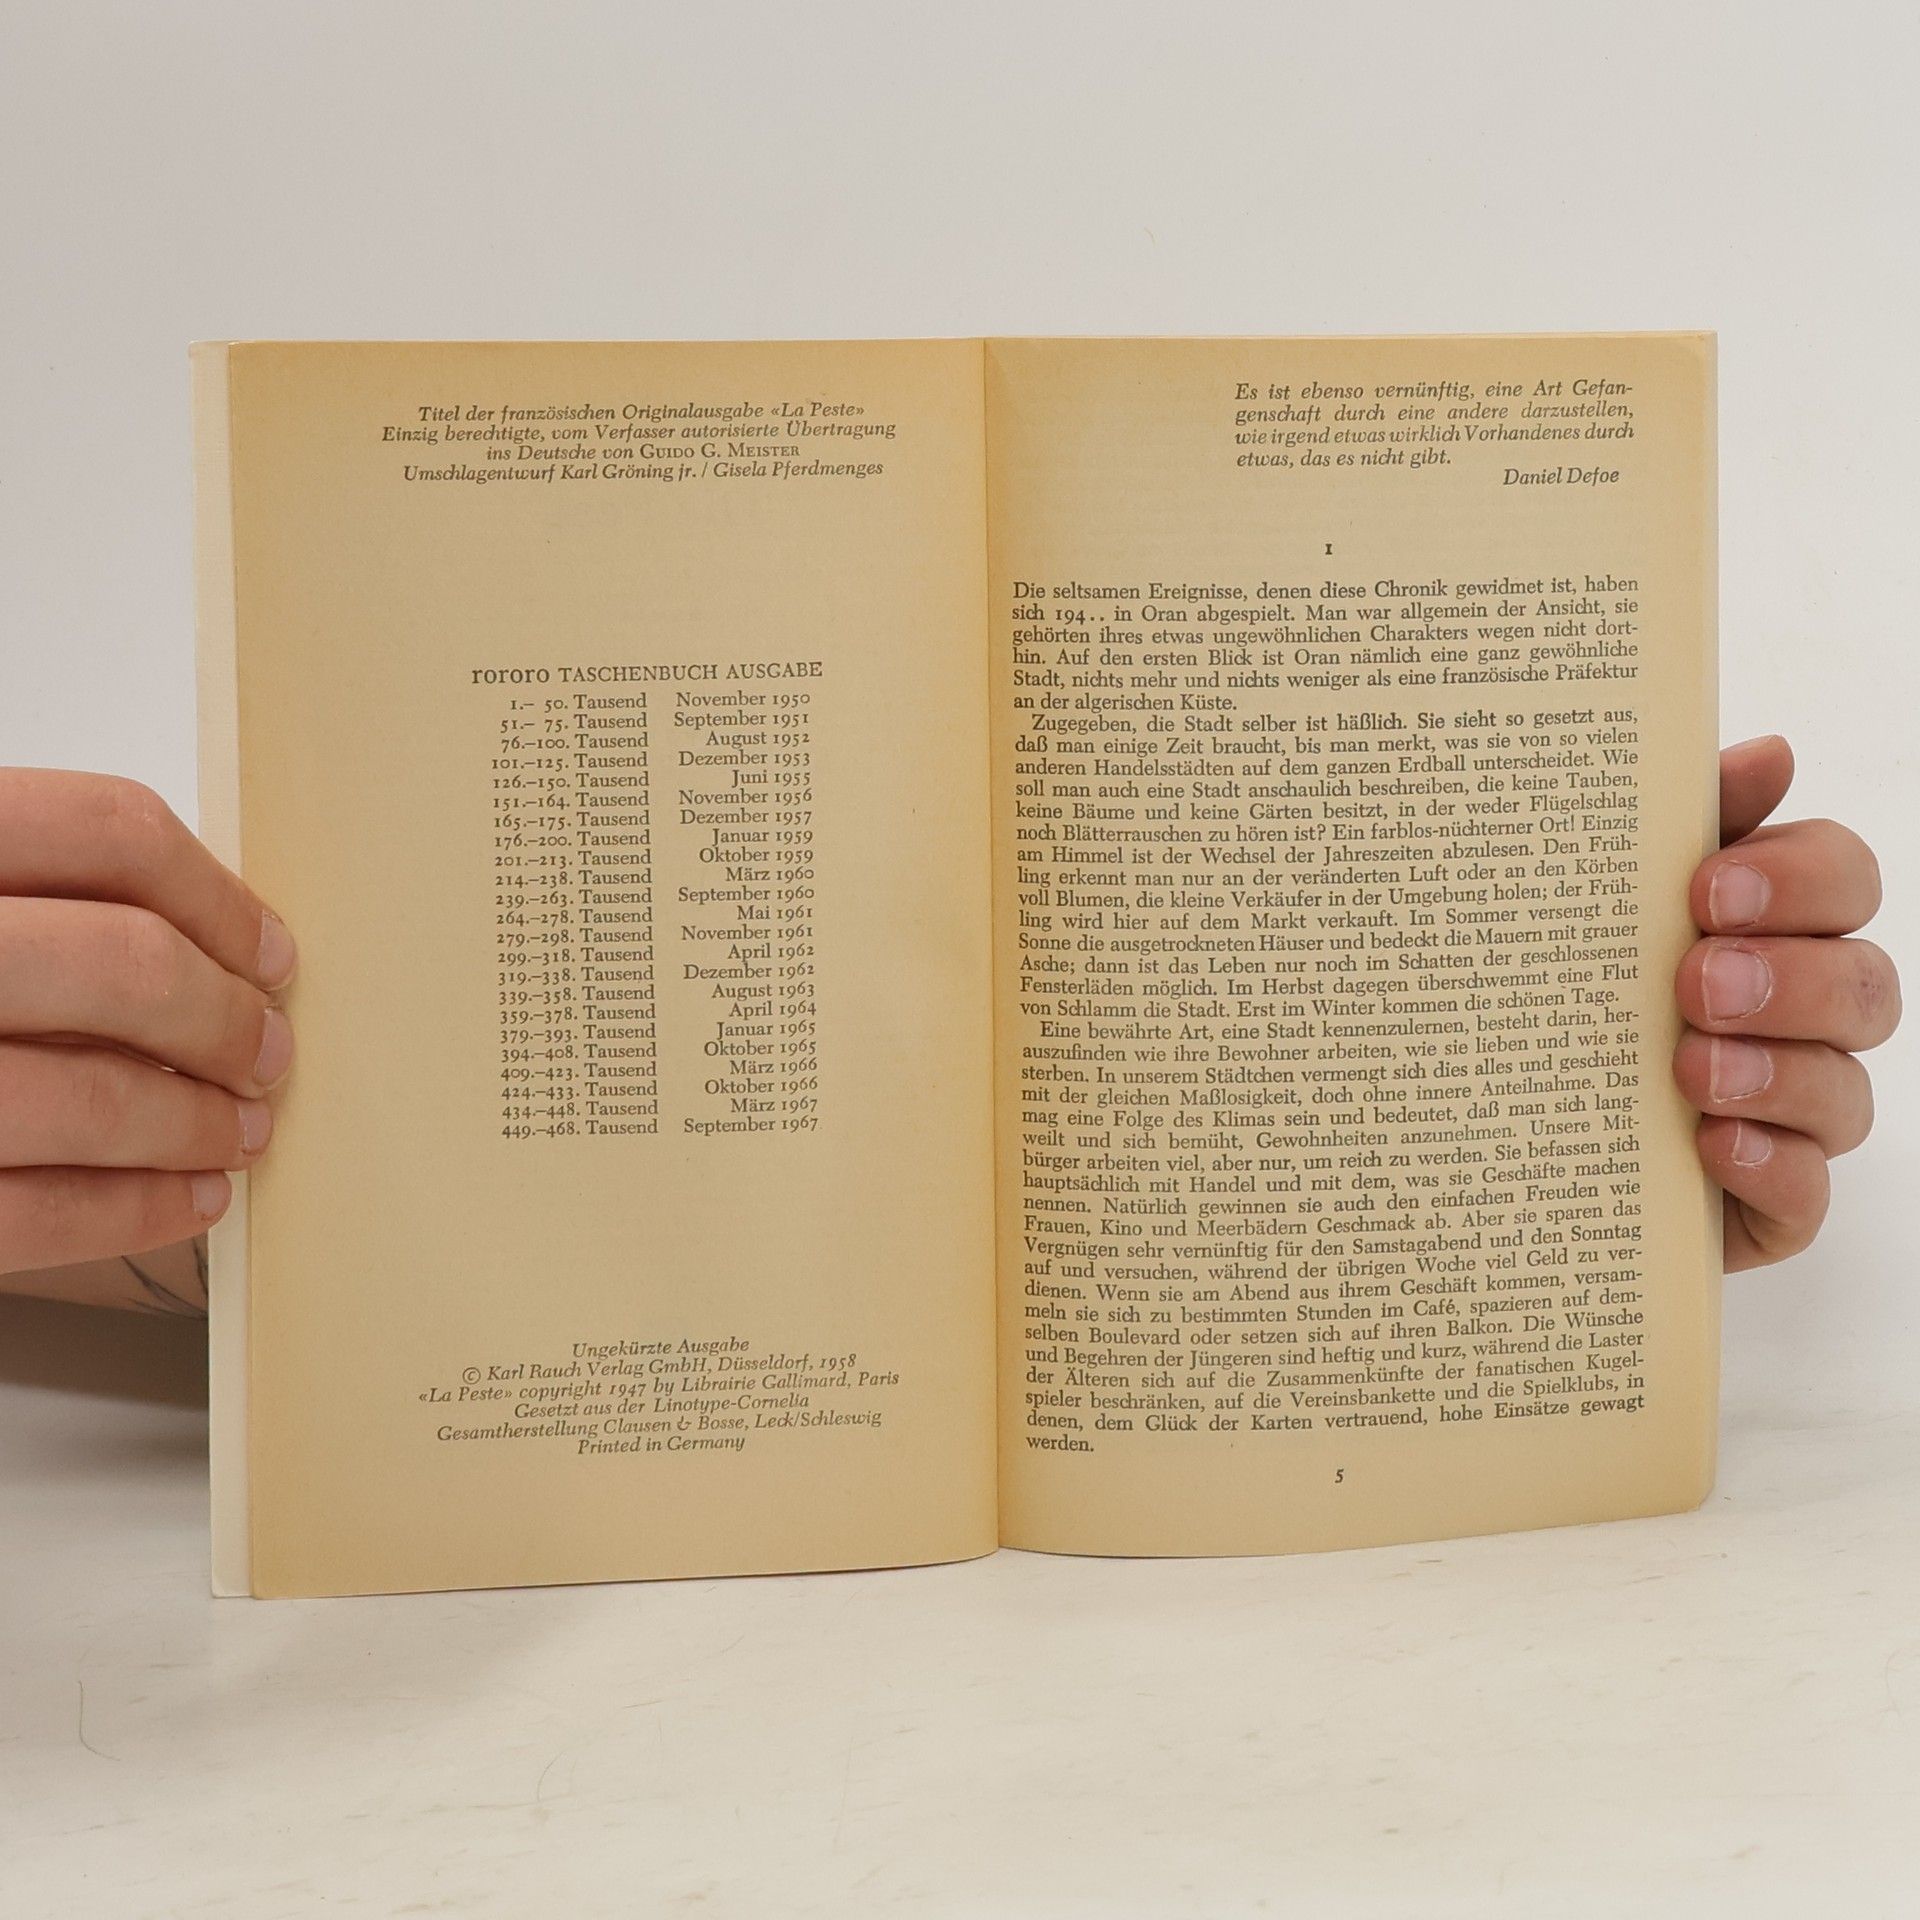 Titel der französischen Originalausgabe «La Peste»
Einzig berechtigte, vom Verfasser autorisierte Übertragung
ins Deutsche von GUIDO G. MEISTER
Umschlagentwurf Karl Gröning jr. / Gisela Pferdmenges
rororo TASCHENBUCH AUSGABE
1.– 50. Tausend November 1950
51.– 75. Tausend September 1951
76.–100. Tausend August 1952
101.–125. Tausend Dezember 1953
126.–150. Tausend Juni 1955
151.–164. Tausend November 1956
165.–175. Tausend Dezember 1957
176.–200. Tausend Januar 1959
201.–213. Tausend Oktober 1959
214.–238. Tausend März 1960
239.–263. Tausend September 1960
264.–278. Tausend Mai 1961
279.–298. Tausend November 1961
299.–318. Tausend April 1962
319.–338. Tausend Dezember 1962
339.–358. Tausend August 1963
359.–378. Tausend April 1964
379.–393. Tausend Januar 1965
394.–408. Tausend Oktober 1965
409.–423. Tausend März 1966
424.–433. Tausend Oktober 1966
434.–448. Tausend März 1967
449.–468. Tausend September 1967
Ungekürzte Ausgabe
© Karl Rauch Verlag GmbH, Düsseldorf, 1958
«La Peste» copyright 1947 by Librairie Gallimard, Paris
Gesetzt aus der Linotype-Cornelia
Gesamtherstellung Clausen & Bosse, Leck/Schleswig
Printed in Germany
Es ist ebenso vernünftig, eine Art Gefan-
genschaft durch eine andere darzustellen,
wie irgend etwas wirklich Vorhandenes durch
etwas, das es nicht gibt.
Daniel Defoe
1
Die seltsamen Ereignisse, denen diese Chronik gewidmet ist, haben
sich 194.. in Oran abgespielt. Man war allgemein der Ansicht, sie
gehörten ihres etwas ungewöhnlichen Charakters wegen nicht dort-
hin. Auf den ersten Blick ist Oran nämlich eine ganz gewöhnliche
Stadt, nichts mehr und nichts weniger als eine französische Präfektur
an der algerischen Küste.
Zugegeben, die Stadt selber ist häßlich. Sie sieht so gesetzt aus,
daß man einige Zeit braucht, bis man merkt, was sie von so vielen
anderen Handelsstädten auf dem ganzen Erdball unterscheidet. Wie
soll man auch eine Stadt anschaulich beschreiben, die keine Tauben,
keine Bäume und keine Gärten besitzt, in der weder Flügelschlag
noch Blätterrauschen zu hören ist? Ein farblos-nüchterner Ort! Einzig
am Himmel ist der Wechsel der Jahreszeiten abzulesen. Den Früh-
ling erkennt man nur an der veränderten Luft oder an den Körben
voll Blumen, die kleine Verkäufer in der Umgebung holen; der Früh-
ling wird hier auf dem Markt verkauft. Im Sommer versengt die
Sonne die ausgetrockneten Häuser und bedeckt die Mauern mit grauer
Asche; dann ist das Leben nur noch im Schatten der geschlossenen
Fensterläden möglich. Im Herbst dagegen überschwemmt eine Flut
von Schlamm die Stadt. Erst im Winter kommen die schönen Tage.
Eine bewährte Art, eine Stadt kennenzulernen, besteht darin, her-
auszufinden wie ihre Bewohner arbeiten, wie sie lieben und wie sie
sterben. In unserem Städtchen vermengt sich dies alles und geschieht
mit der gleichen Maßlosigkeit, doch ohne innere Anteilnahme. Das
mag eine Folge des Klimas sein und bedeutet, daß man sich lang-
weilt und sich bemüht, Gewohnheiten anzunehmen. Unsere Mit-
bürger arbeiten viel, aber nur, um reich zu werden. Sie befassen sich
hauptsächlich mit Handel und mit dem, was sie Geschäfte machen
nennen. Natürlich gewinnen sie auch den einfachen Freuden wie
Frauen, Kino und Meerbädern Geschmack ab. Aber sie sparen das
Vergnügen sehr vernünftig für den Samstagabend und den Sonntag
auf und versuchen, während der übrigen Woche viel Geld zu ver-
dienen. Wenn sie am Abend aus ihrem Geschäft kommen, versam-
meln sie sich zu bestimmten Stunden im Café, spazieren auf dem-
selben Boulevard oder setzen sich auf ihren Balkon. Die Wünsche
und Begehren der Jüngeren sind heftig und kurz, während die Laster
der Älteren sich auf die Zusammenkünfte der fanatischen Kugel-
spieler beschränken, auf die Vereinsbankette und die Spielklubs, in
denen, dem Glück der Karten vertrauend, hohe Einsätze gewagt
werden.
5